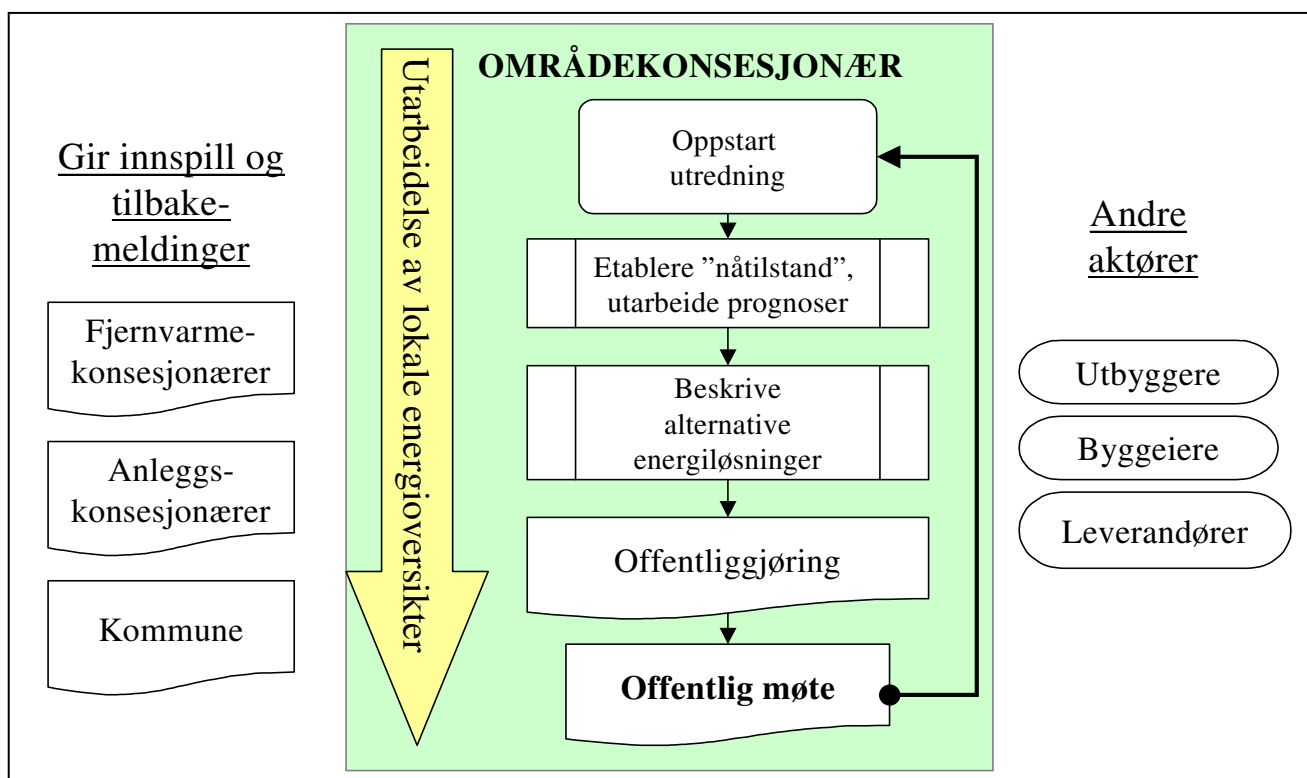 Gir innspill og
tilbake-
meldinger
Fjernvarme-
konsesjonærer
Anleggs-
konsesjonærer
Kommune
Utarbeidelse av lokale energioversikter
OMRÅDEKONSESJONÆR
Oppstart
utredning
Etablere ”nåtilstand”,
utarbeide prognoser
Beskrive
alternative
energiløsninger
Offentliggjøring
Offentlig møte
Andre
aktører
Utbyggere
Byggeiere
Leverandører